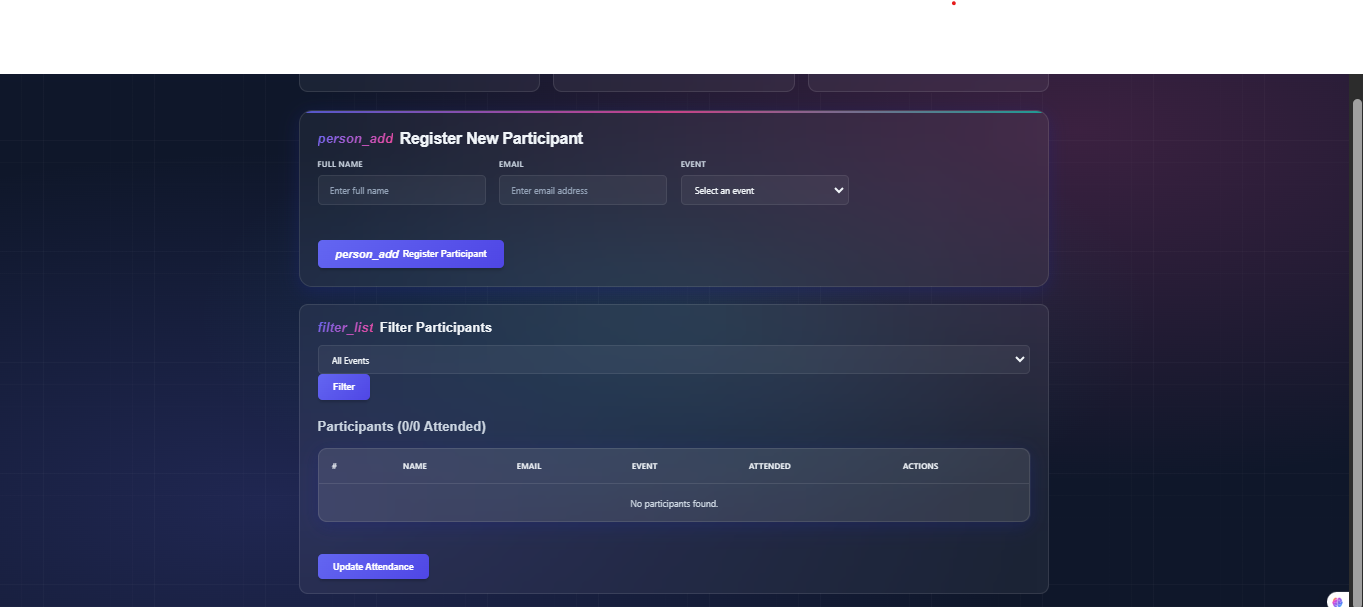 person_add Register New Participant
FULL NAME EMAIL EVENT
Enter full name Enter email address Select an event
person_add Register Participant
filter_list Filter Participants
All Events
Filter
Participants (0/0 Attended)
# NAME EMAIL EVENT ATTENDED ACTIONS
No participants found.
Update Attendance